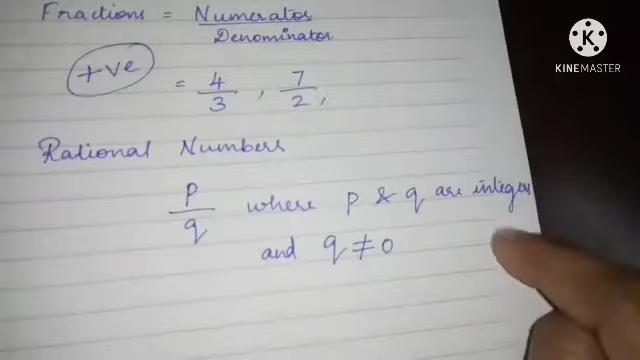 Fractions = Numerator
Denominator
+ve
= 4/3 , 7/2 ,
Rational Numbers
p/q where p & q are integers
and q ≠ 0
K
KINEMASTER